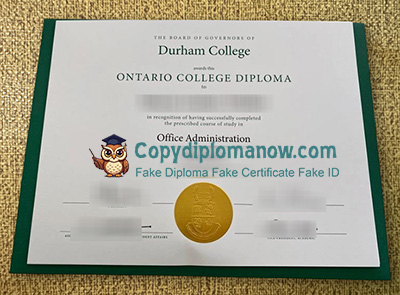 THE BOARD OF GOVERNORS OF
Durham College
awards this
ONTARIO COLLEGE DIPLOMA
to
in recognition of having successfully completed
the prescribed course of study in
Office Administration
Copydiplomanow.com
Fake Diploma Fake Certificate Fake ID